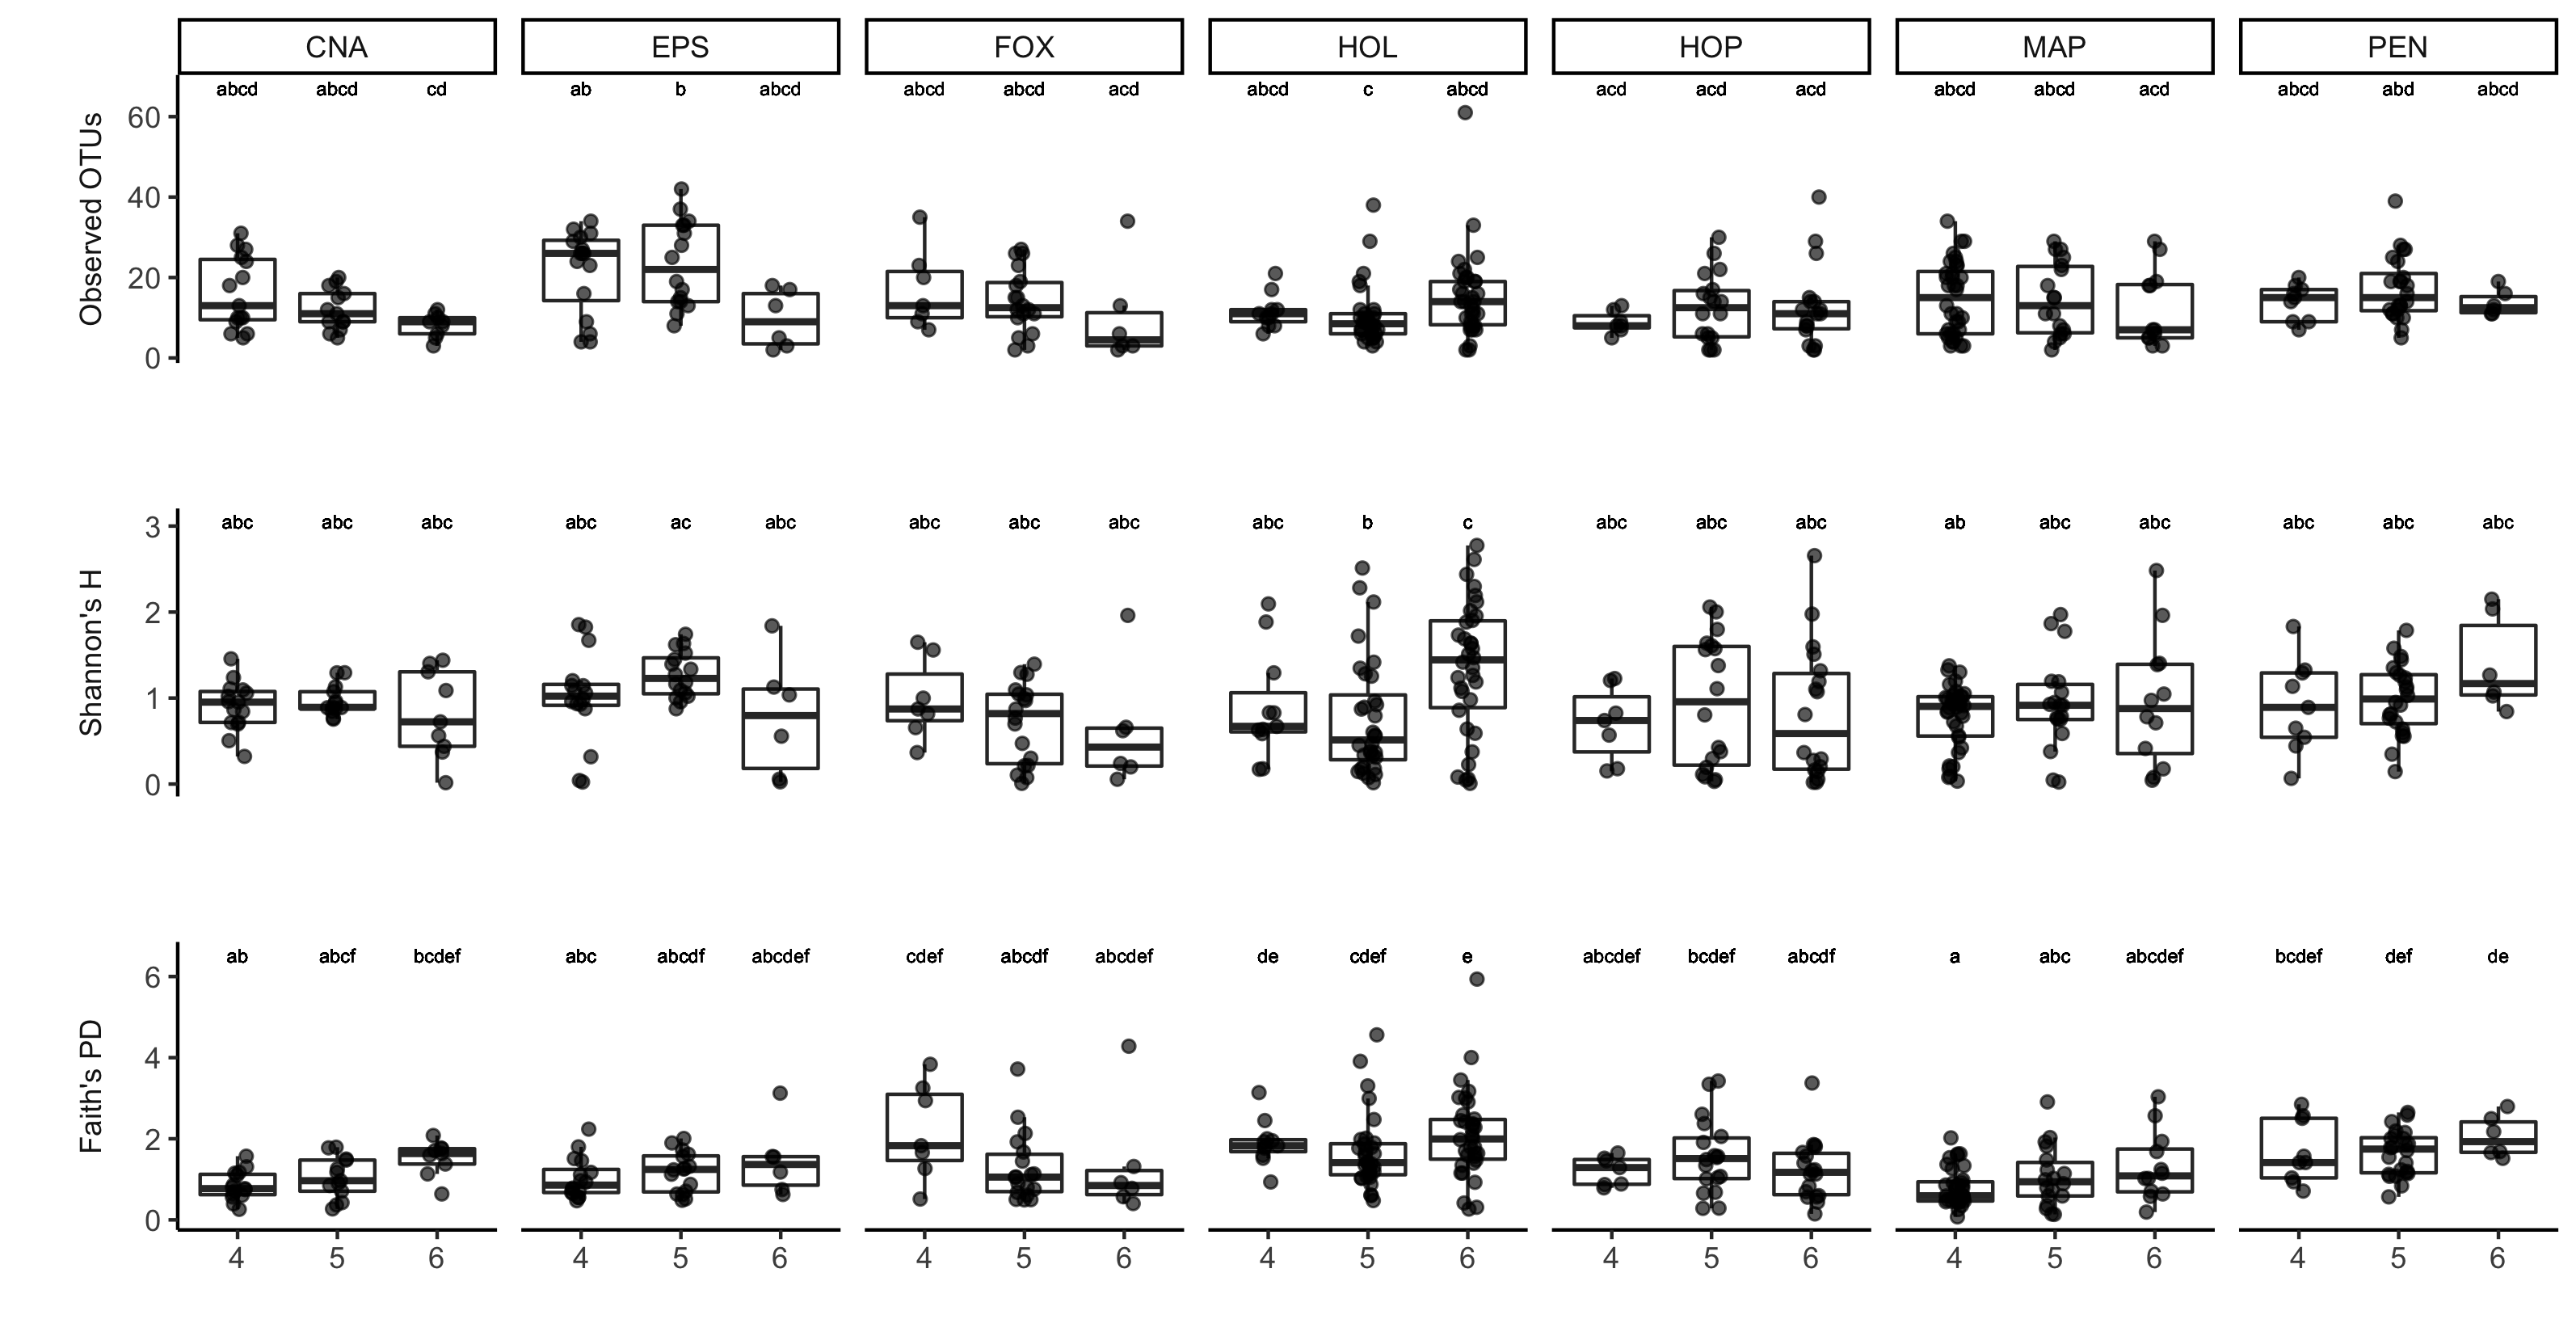 CNA EPS FOX HOL HOP MAP PEN
abcd abcd cd ab b abcd abcd abcd acd abcd c abcd acd acd acd abcd abcd acd abcd abd abcd
Observed OTUs
60
40
20
0
abc abc abc abc ac abc abc abc abc abc b c abc abc abc ab abc abc abc abc abc
Shannon's H
3
2
1
0
ab abcf bcdef abc abcdf abcdef cdef abcdf abcdef de cdef e abcdef bcdef abcdf a abc abcdef bcdef def de
Faith's PD
6
4
2
0
4 5 6 4 5 6 4 5 6 4 5 6 4 5 6 4 5 6 4 5 6